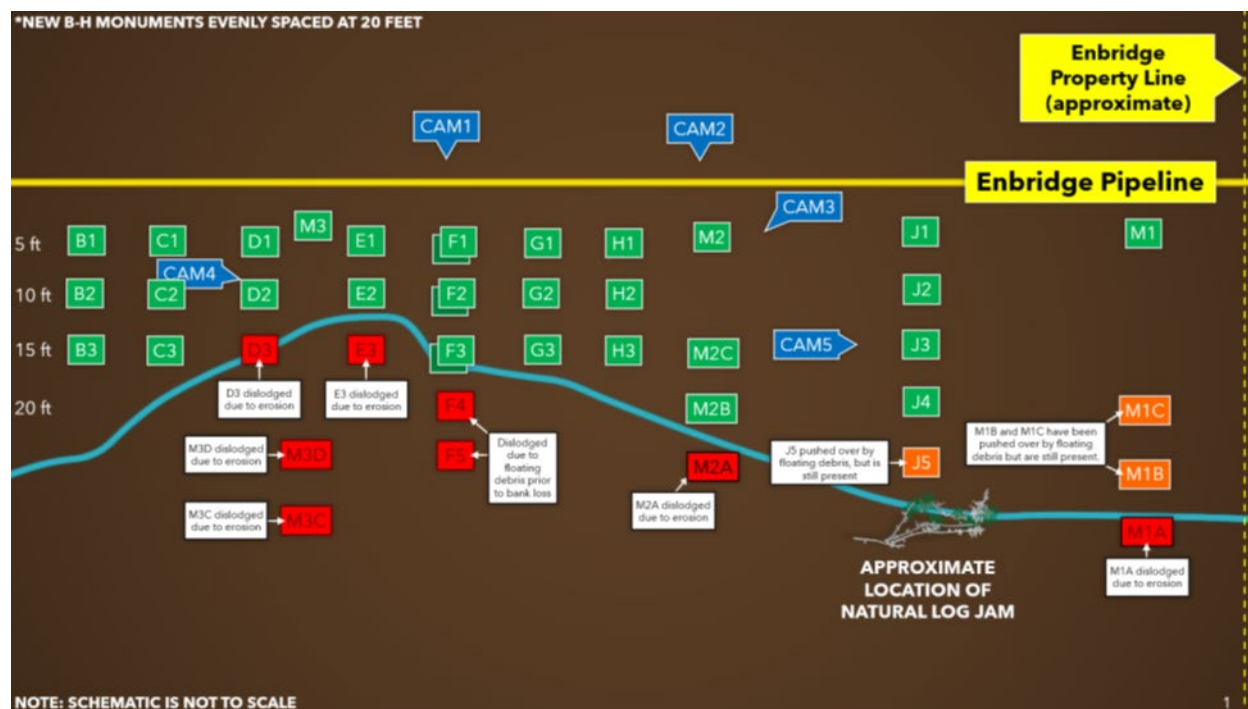 *NEW B-H MONUMENTS EVENLY SPACED AT 20 FEET
Enbridge
Property Line
(approximate)
CAM1
CAM2
Enbridge Pipeline
CAM3
5 ft
B1
C1
D1
M3
E1
F1
G1
H1
M2
J1
M1
CAM4
10 ft
B2
C2
D2
E2
F2
G2
H2
J2
15 ft
B3
C3
D3
E3
F3
G3
H3
M2C
CAM5
J3
D3 dislodged
due to erosion
E3 dislodged
due to erosion
20 ft
F4
M2B
J4
M1C
M3D dislodged
due to erosion
M3D
F5
Dislodged
due to
floating
debris prior
to bank loss
M2A
J5 pushed over by
floating debris, but is
still present
J5
M1B and M1C have been
pushed over by floating
debris but are still present.
M1B
M3C dislodged
due to erosion
M3C
M2A dislodged
due to erosion
M1A
APPROXIMATE
LOCATION OF
NATURAL LOG JAM
M1A dislodged
due to erosion
NOTE: SCHEMATIC IS NOT TO SCALE
1